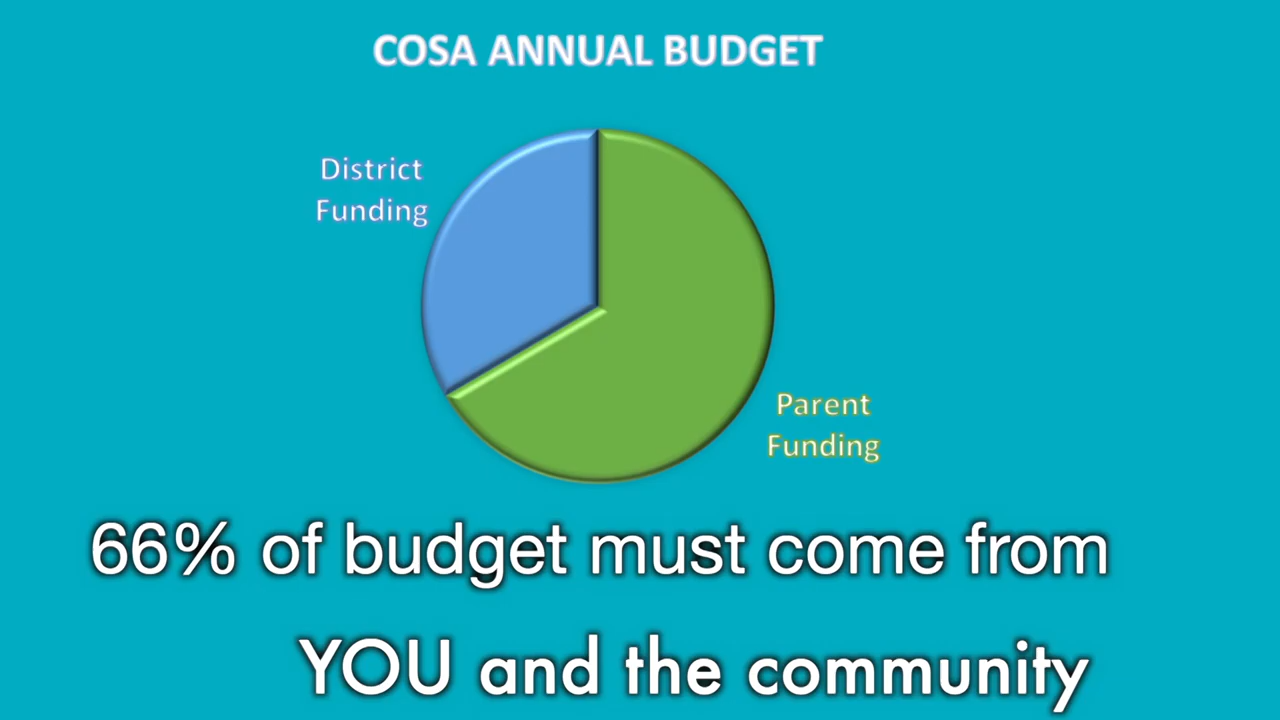 COSA ANNUAL BUDGET
District
Funding
Parent
Funding
66% of budget must come from
YOU and the community